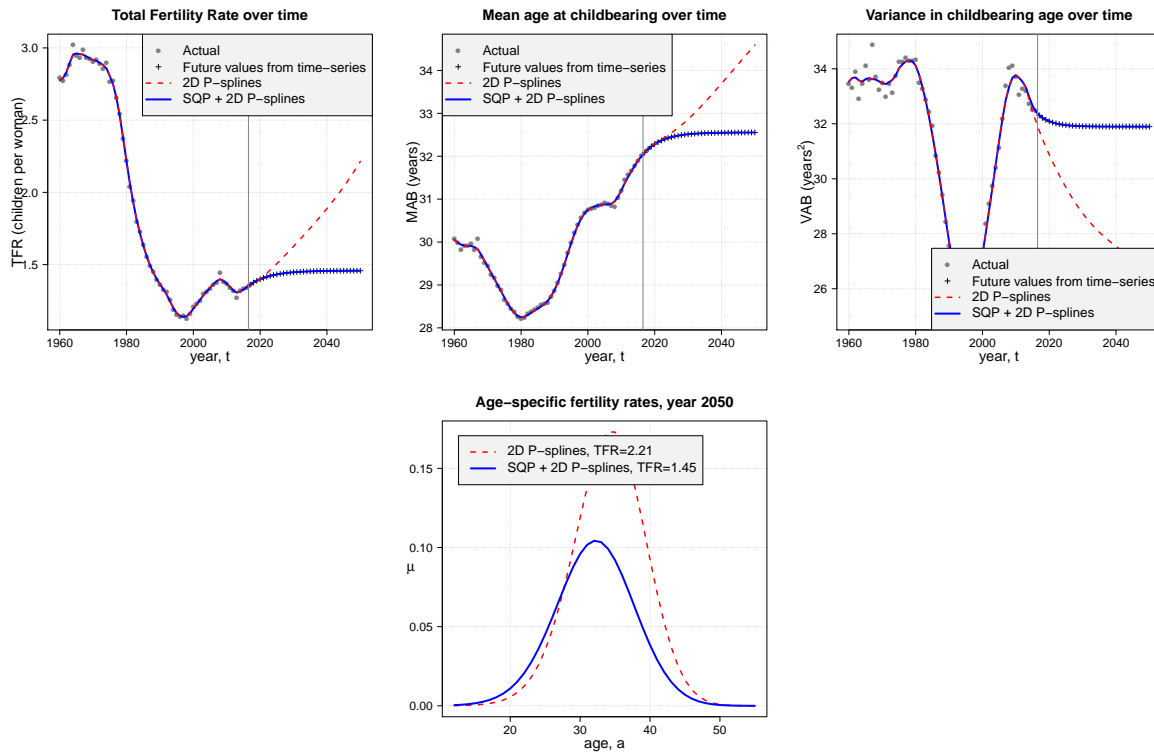 Total Fertility Rate over time
TFR (children per woman)
3.0
2.5
2.0
1.5
1960 1980 2000 2020 2040
year, t
Actual
Future values from time−series
2D P−splines
SQP + 2D P−splines
Mean age at childbearing over time
MAB (years)
34
33
32
31
30
29
28
1960 1980 2000 2020 2040
year, t
Actual
Future values from time−series
2D P−splines
SQP + 2D P−splines
Variance in childbearing age over time
VAB (years²)
34
32
30
28
26
1960 1980 2000 2020 2040
year, t
Actual
Future values from time−series
2D P−splines
SQP + 2D P−splines
Age−specific fertility rates, year 2050
μ
0.15
0.10
0.05
0.00
20 30 40 50
age, a
2D P−splines, TFR=2.21
SQP + 2D P−splines, TFR=1.45